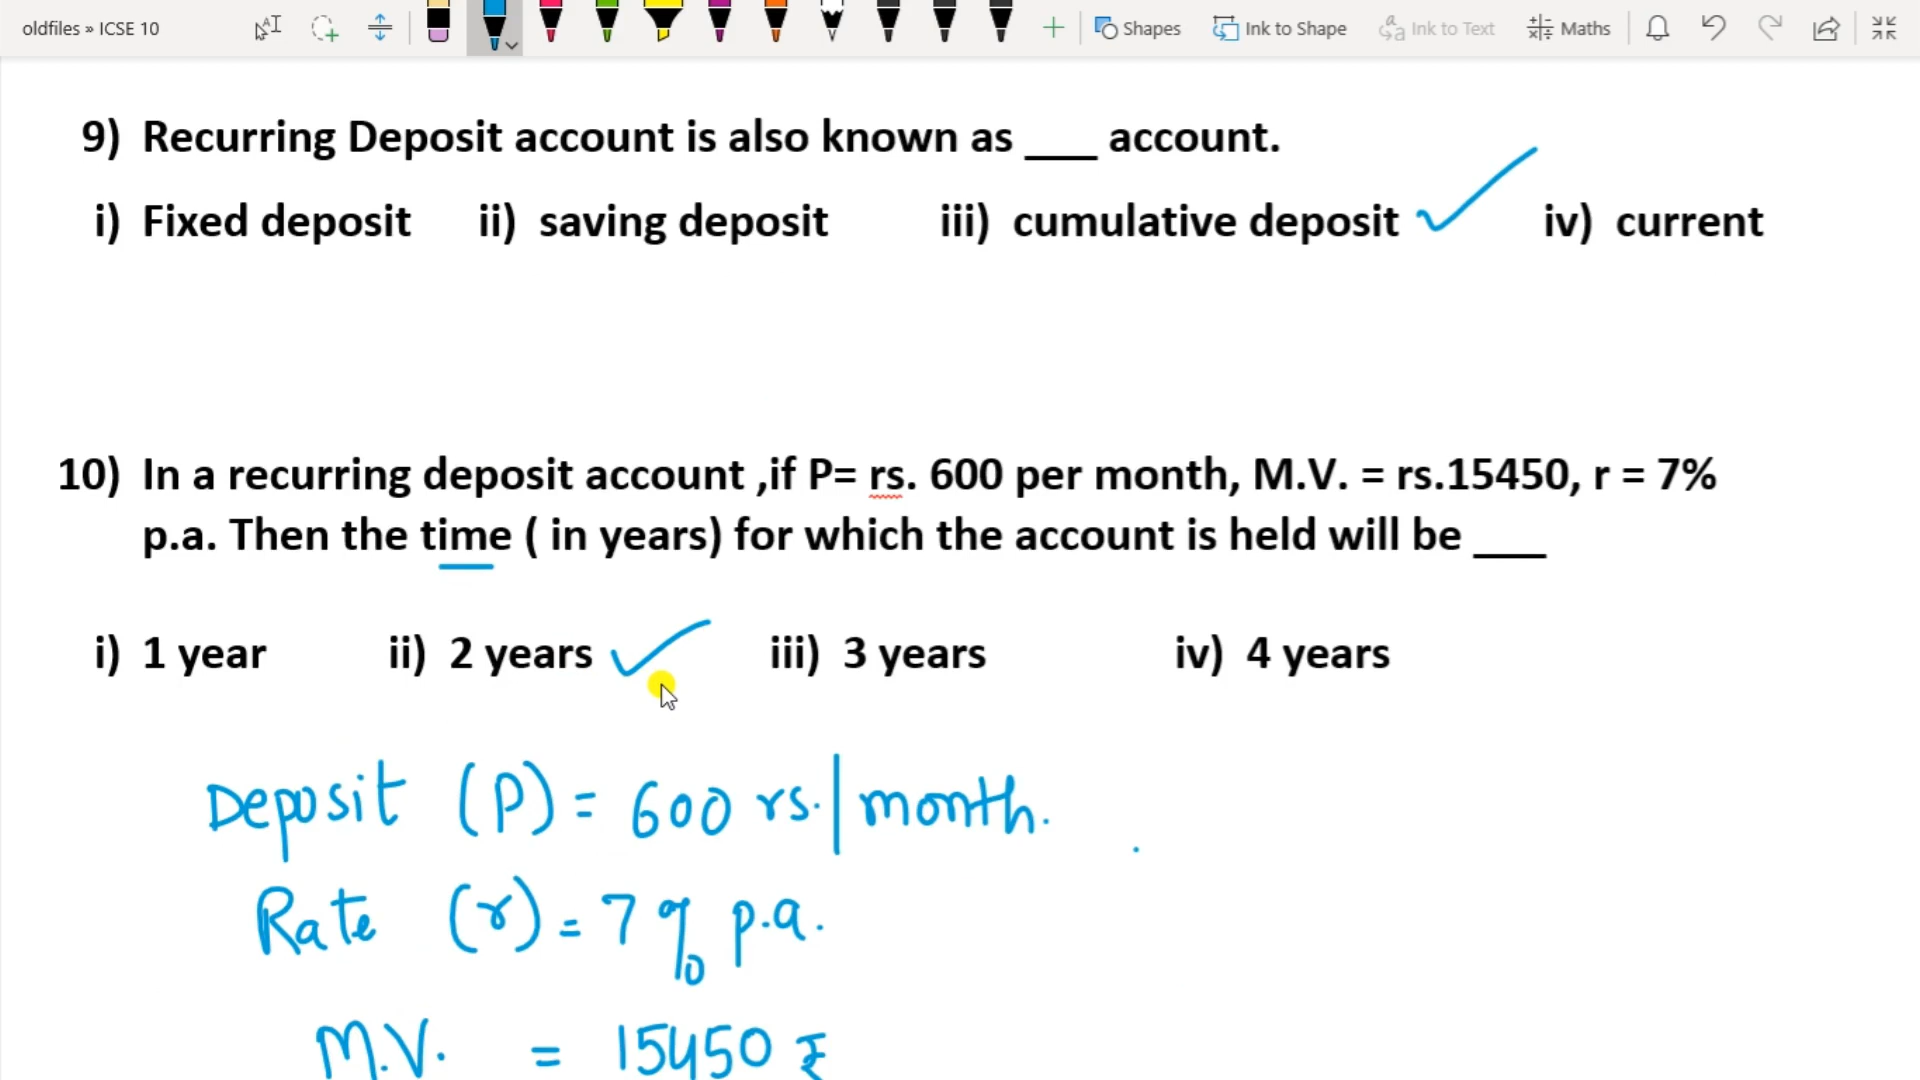 oldfiles » ICSE 10 Shapes Ink to Shape Ink to Text Maths
9) Recurring Deposit account is also known as ___ account.
i) Fixed deposit ii) saving deposit iii) cumulative deposit iv) current
10) In a recurring deposit account ,if P= rs. 600 per month, M.V. = rs.15450, r = 7%
p.a. Then the time ( in years) for which the account is held will be ___
i) 1 year ii) 2 years iii) 3 years iv) 4 years
Deposit (P) = 600 rs.|month.
Rate (r) = 7% p.a.
M.V. = 15450 ₹